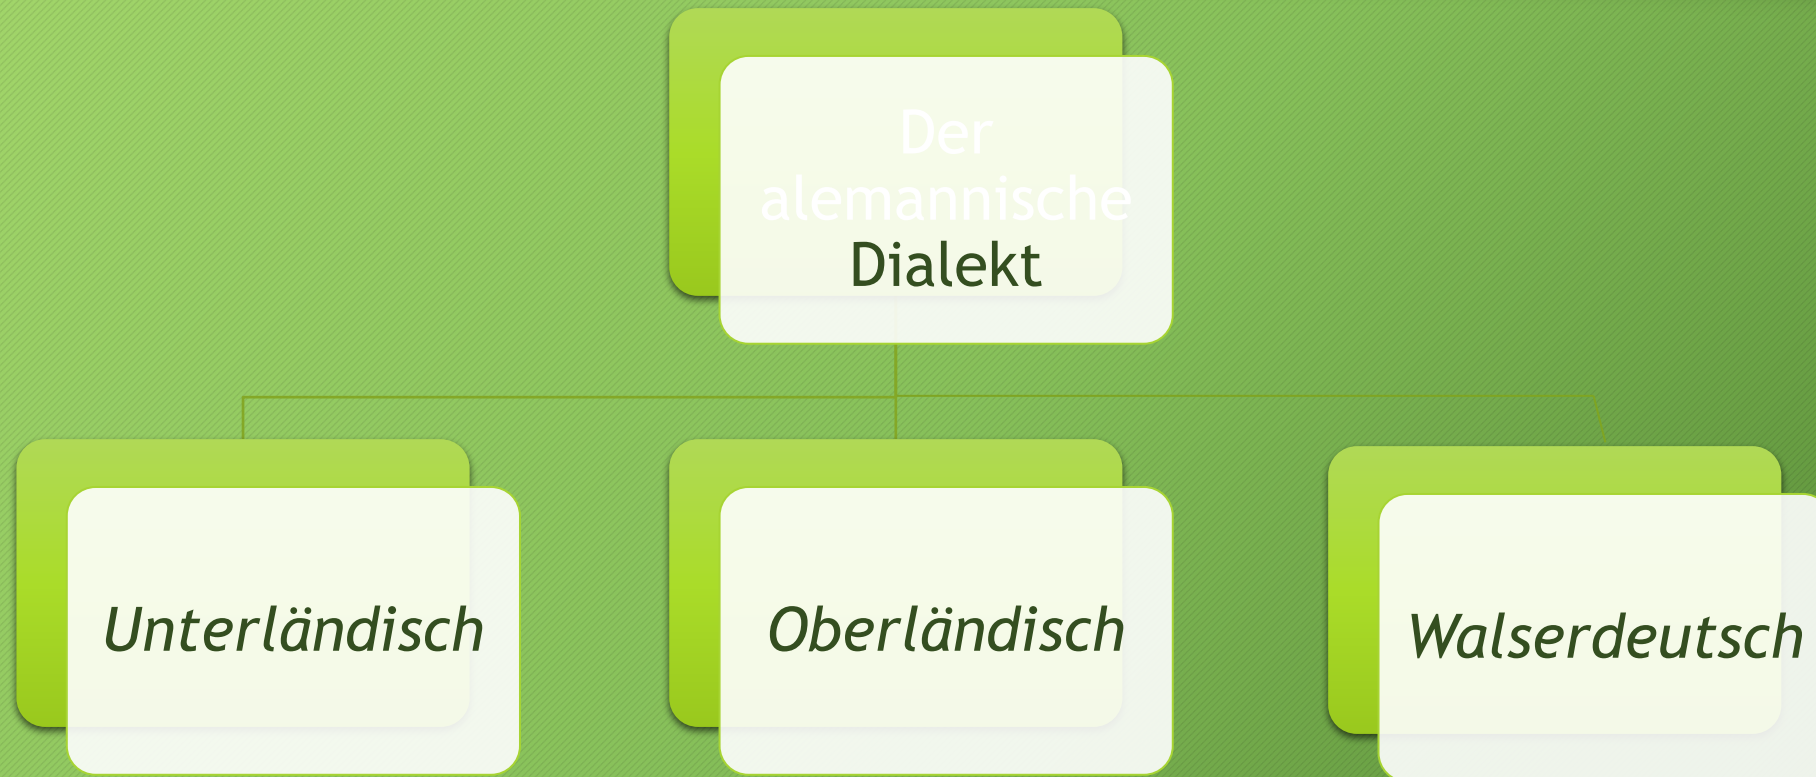 Der
alemannische
Dialekt
Unterländisch
Oberländisch
Walserdeutsch